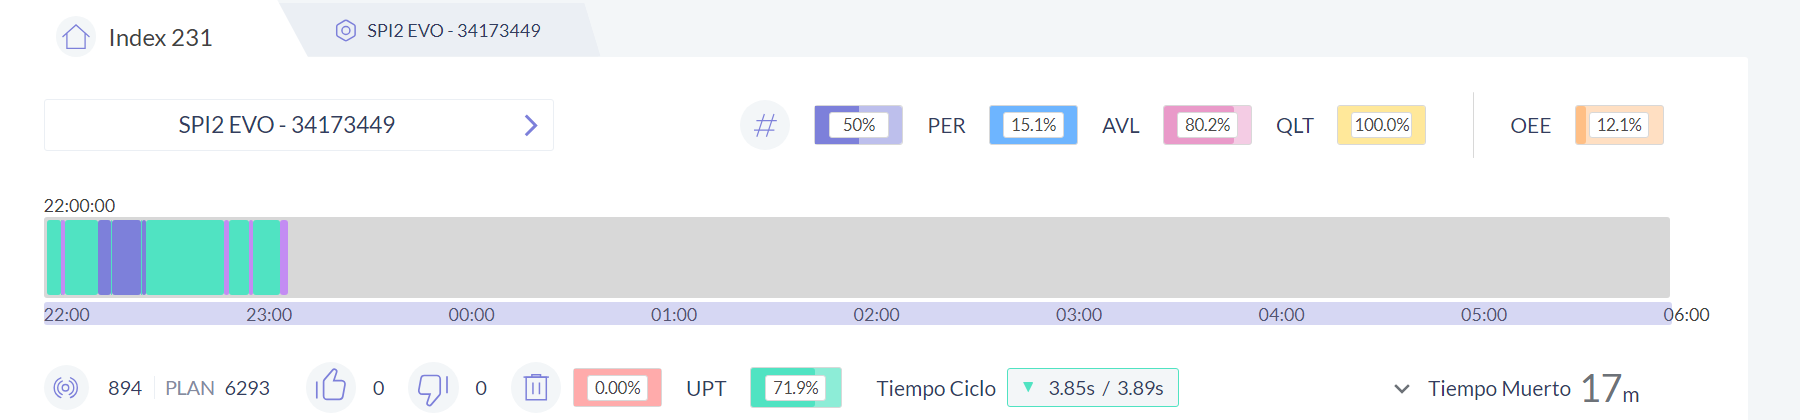 Index 231
SPI2 EVO - 34173449
SPI2 EVO - 34173449
50% PER 15.1% AVL 80.2% QLT 100.0% OEE 12.1%
22:00:00
22:00 23:00 00:00 01:00 02:00 03:00 04:00 05:00 06:00
894 PLAN 6293 0 0 0.00% UPT 71.9% Tiempo Ciclo 3.85s / 3.89s Tiempo Muerto 17m